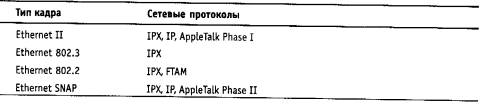 Тип кадра Сетевые протоколы
Ethernet II IPX, IP, AppleTalk Phase I
Ethernet 802.3 IPX
Ethernet 802.2 IPX, FTAM
Ethernet SNAP IPX, IP, AppleTalk Phase II